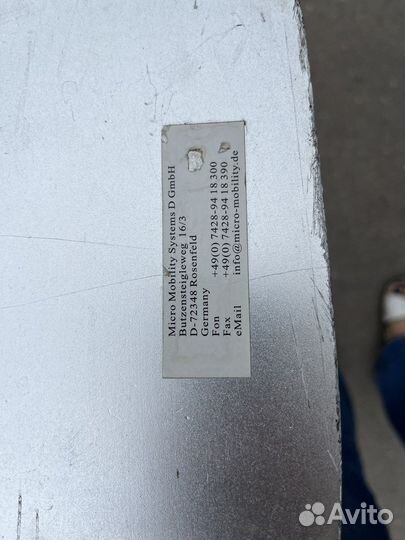 Micro Mobility Systems D GmbH
Butzensteigleweg 16/3
D-72348 Rosenfeld
Germany
Fon +49(0) 7428-94 18 300
Fax +49(0) 7428-94 18 390
eMail info@micro-mobility.de
Avito